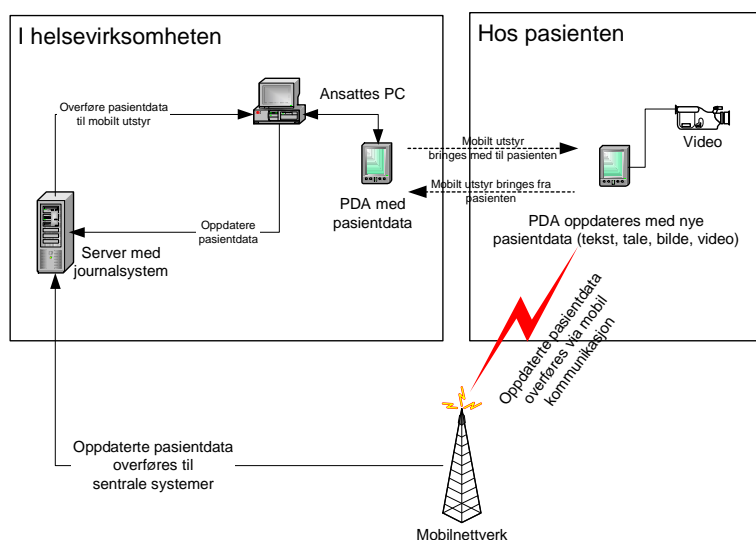 I helsevirksomheten
Hos pasienten
Ansattes PC
Overføre pasientdata
til mobilt utstyr
Mobilt utstyr
bringes med til pasienten
Video
Mobilt utstyr bringes fra
pasienten
PDA med
pasientdata
Oppdatere
pasientdata
Server med
journalsystem
PDA oppdateres med nye
pasientdata (tekst, tale, bilde, video)
Oppdaterte pasientdata
overføres via mobil
kommunikasjon
Oppdaterte pasientdata
overføres til
sentrale systemer
Mobilnettverk